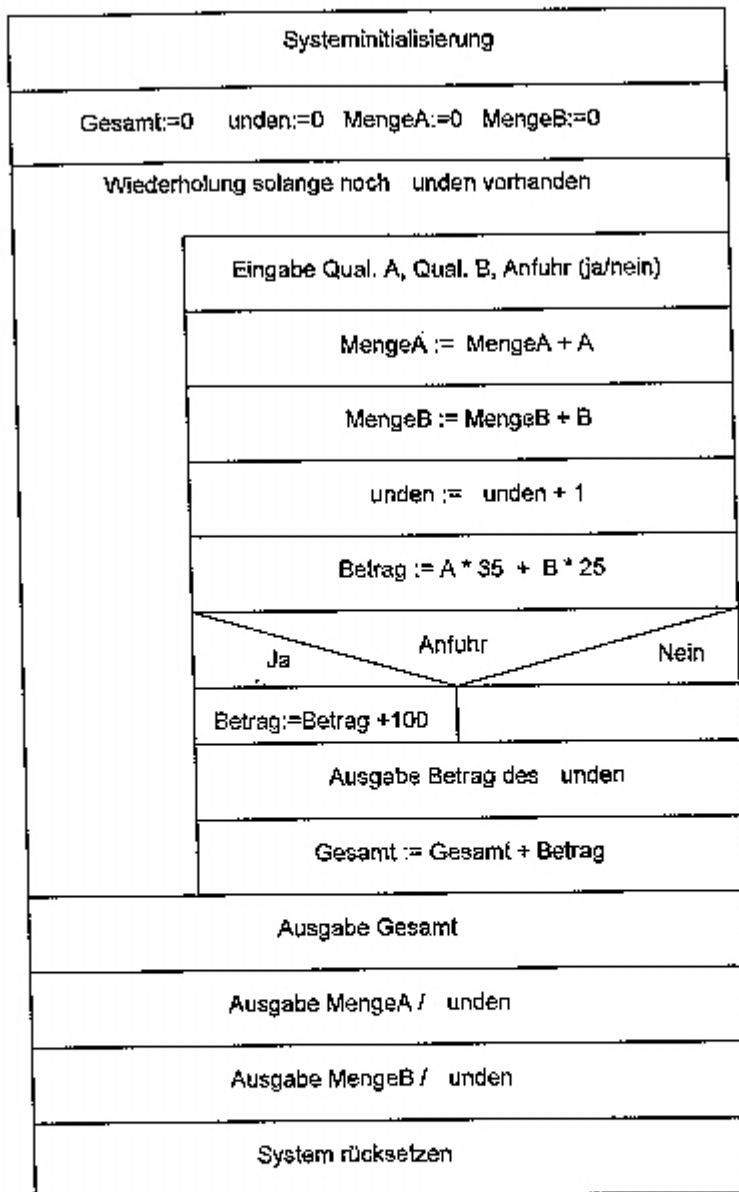 Systeminitialisierung
Gesamt:=0 unden:=0 MengeA:=0 MengeB:=0
Wiederholung solange noch unden vorhanden
Eingabe Qual. A, Qual. B, Anfuhr (ja/nein)
MengeA := MengeA + A
MengeB := MengeB + B
unden := unden + 1
Betrag := A * 35 + B * 25
Anfuhr
Ja Nein
Betrag:=Betrag +100
Ausgabe Betrag des unden
Gesamt := Gesamt + Betrag
Ausgabe Gesamt
Ausgabe MengeA / unden
Ausgabe MengeB / unden
System rücksetzen